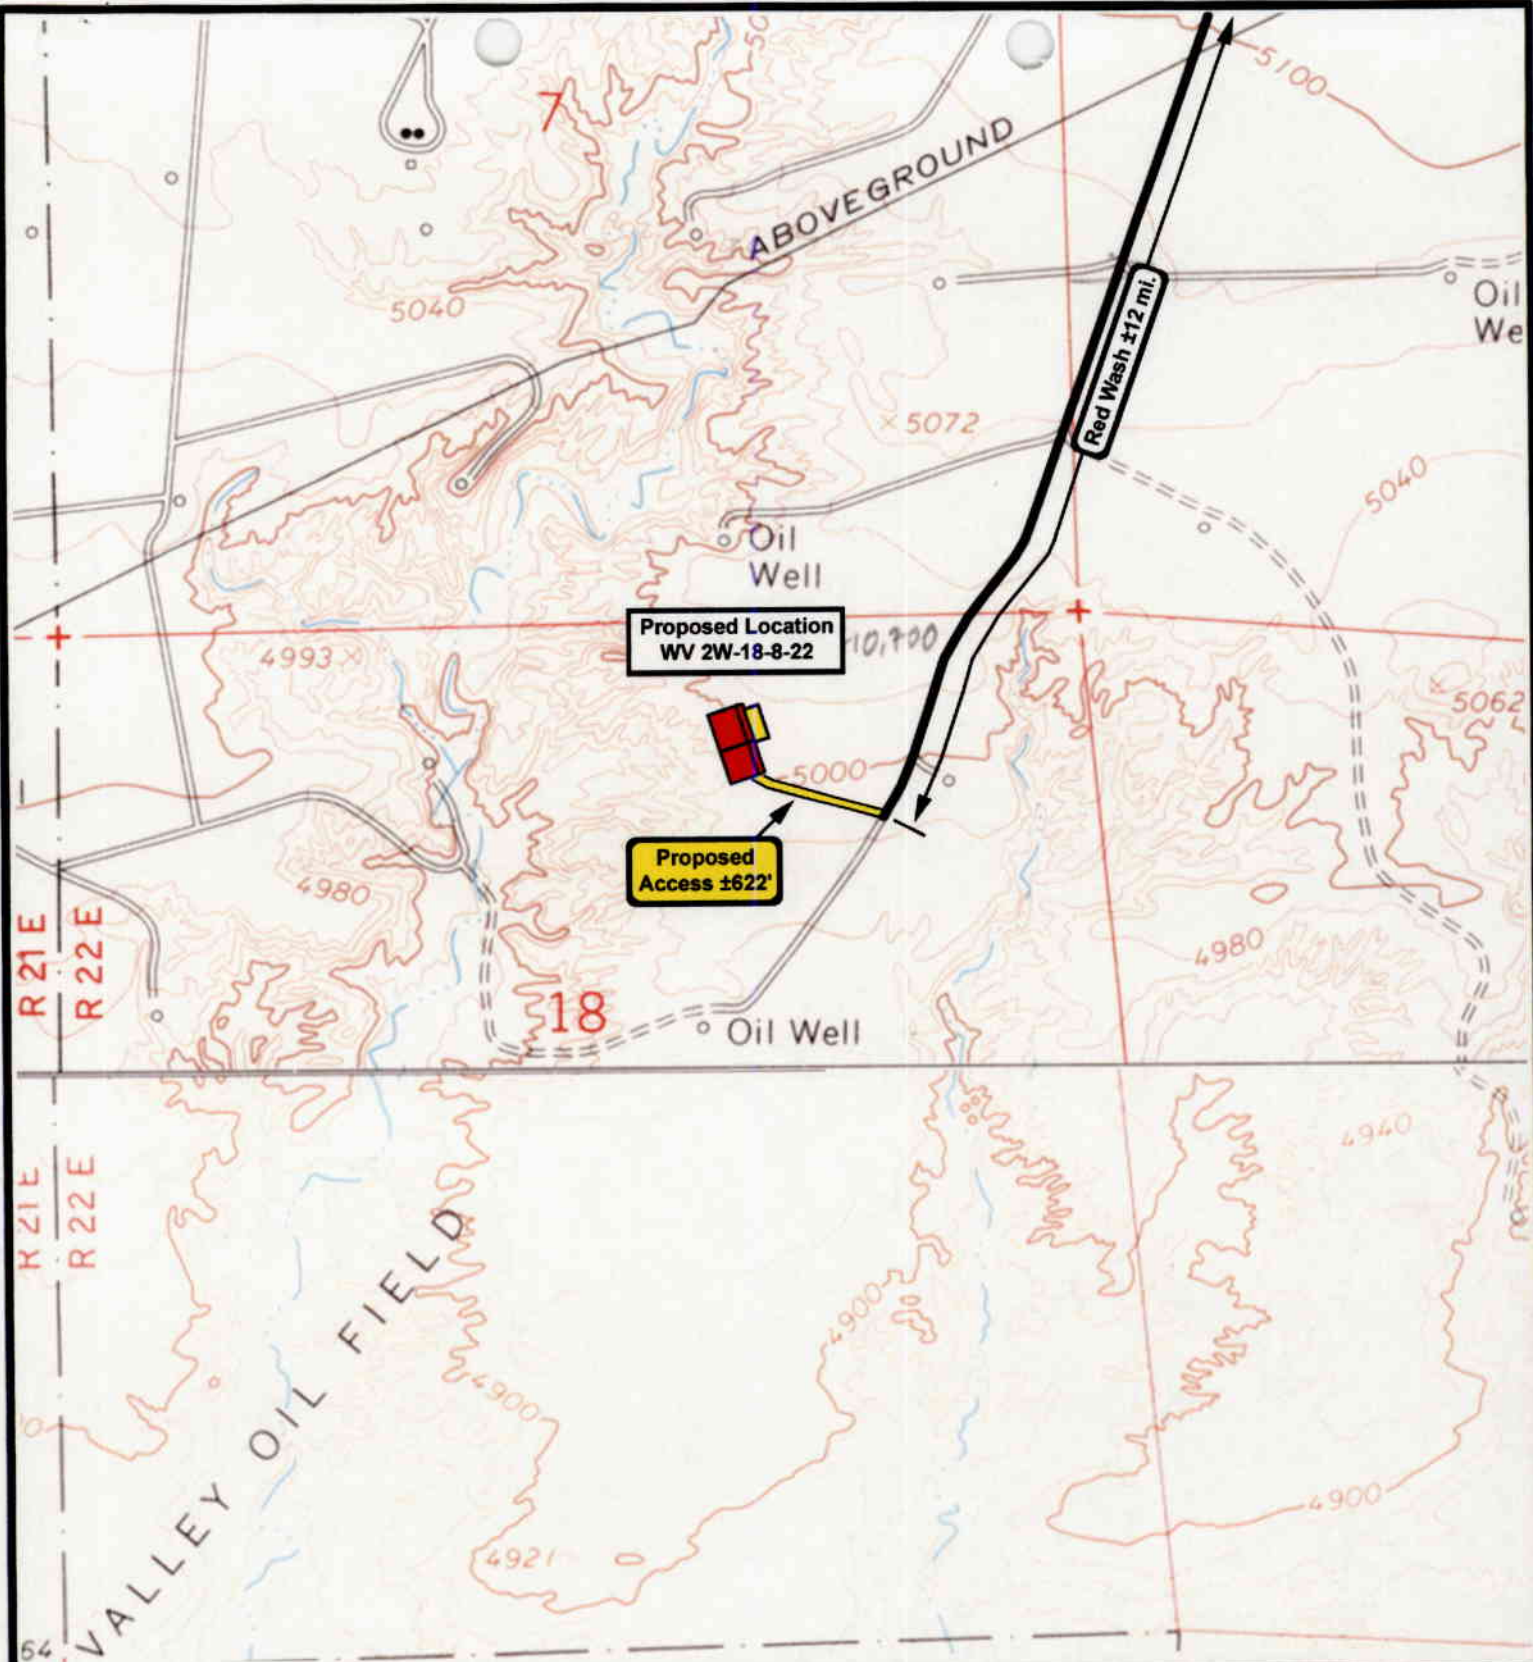 5100
7
ABOVEGROUND
5040
Oil
We
Red Wash ±12 mi.
5072
5040
Oil
Well
Proposed Location
WV 2W-18-8-22
10,700
4993
5062
5000
Proposed
Access ±622'
4980
4980
R 21 E
R 22 E
18
Oil Well
4940
R 21 E
R 22 E
4900
4900
4900
4921
VALLEY OIL FIELD
64